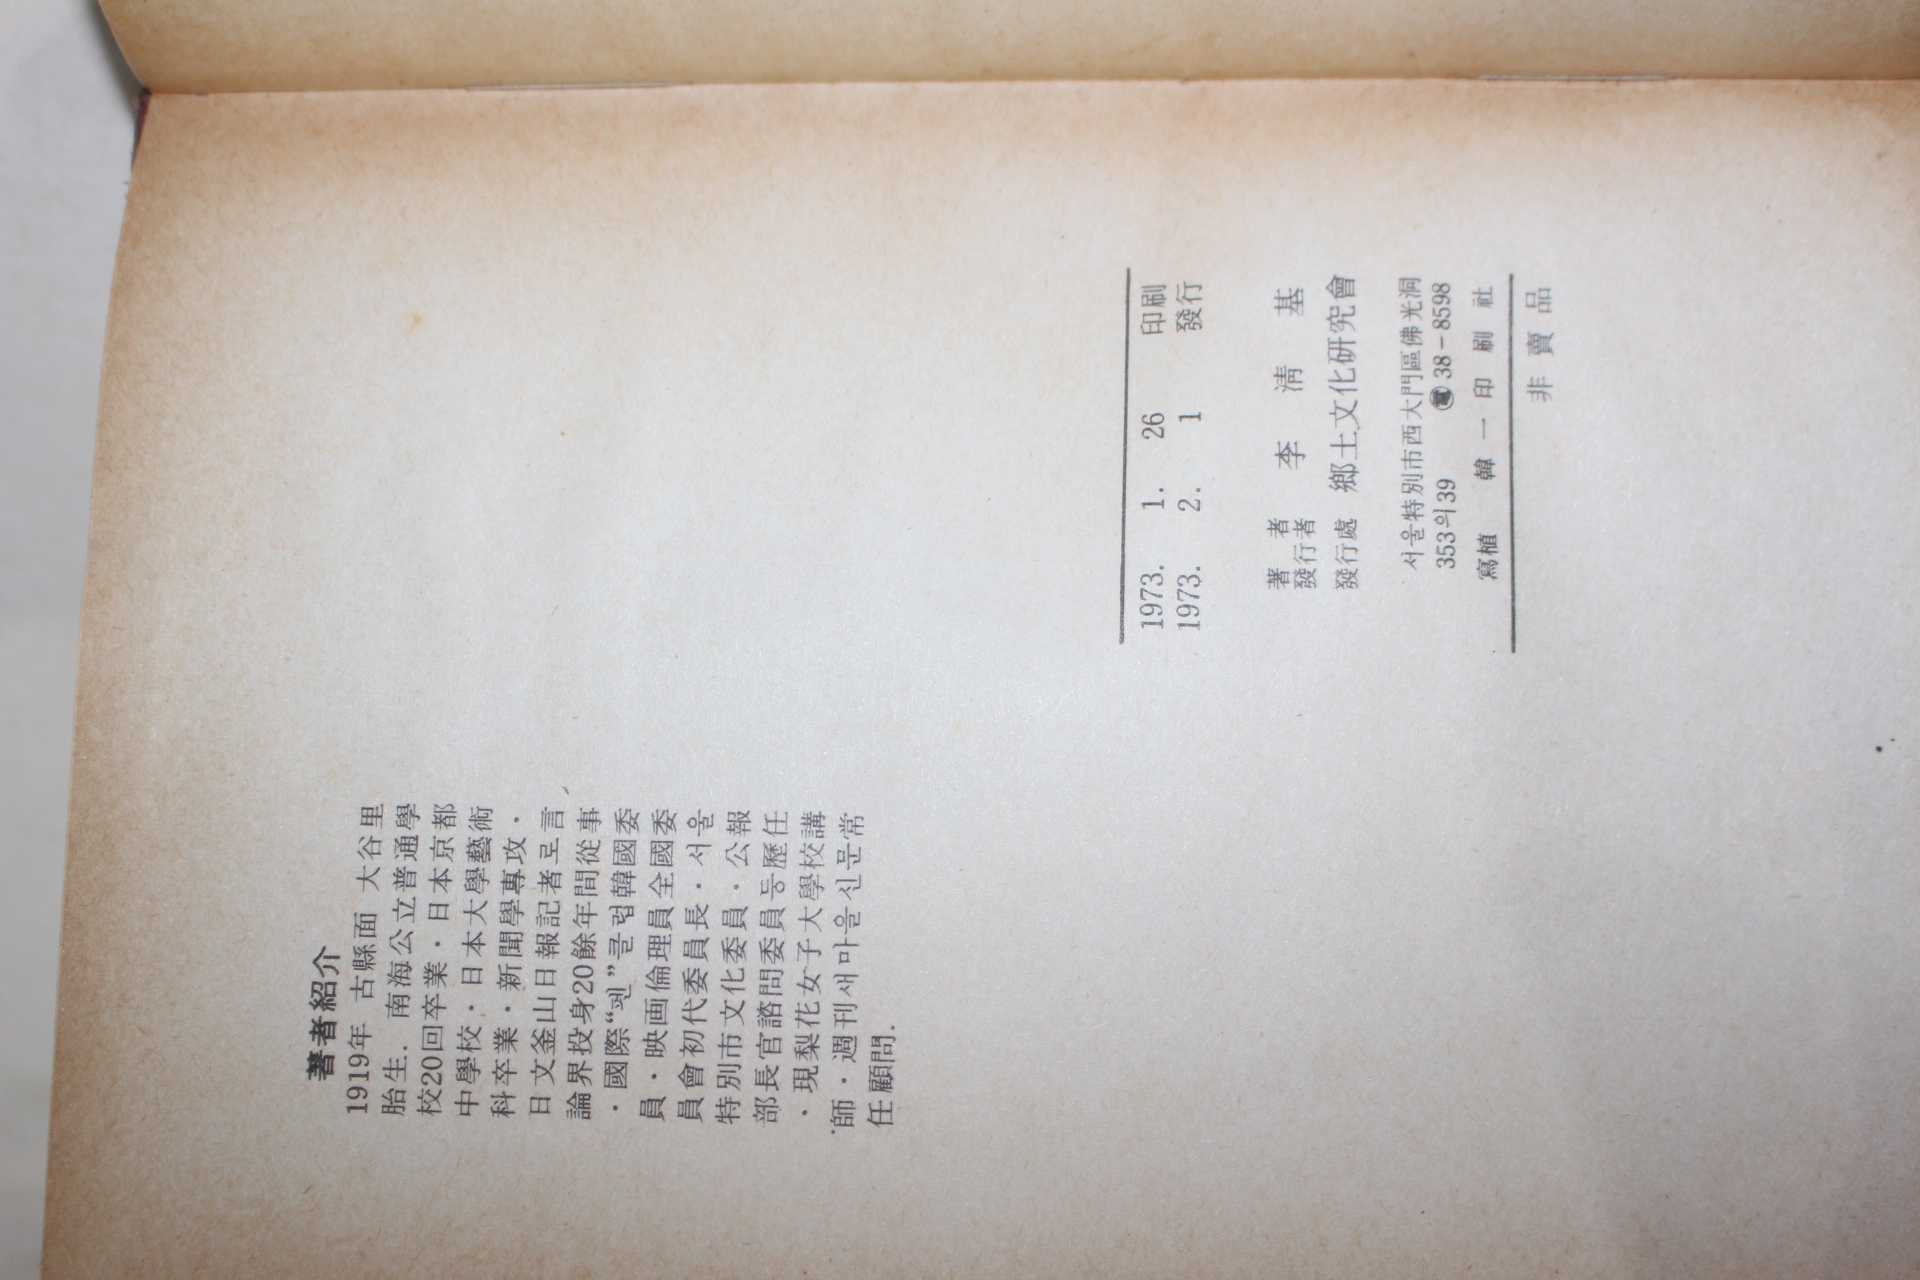 著者紹介
1919年 古縣面 大谷里
胎生. 南海公立普通學
校20回卒業·日本京都
中學校·日本大學藝術
科卒業·新聞學專攻·
日文釜山日報記者로言
論界投身20餘年間從事
·國際“펜”클럽韓國委
員·映画倫理員全國委
員會初代委員長·서울
特別市文化委員·公報
部長官諮問委員등歷任
·現梨花女子大學校講
師·週刊새마을신문常
任顧問.
1973. 1. 26 印刷
1973. 2. 1 發行
著者
發行者 李淸基
發行處 鄕土文化研究會
서울特別市西大門區佛光洞
353의39 ㊞電 38-8598
寫植 韓一印刷社
非賣品